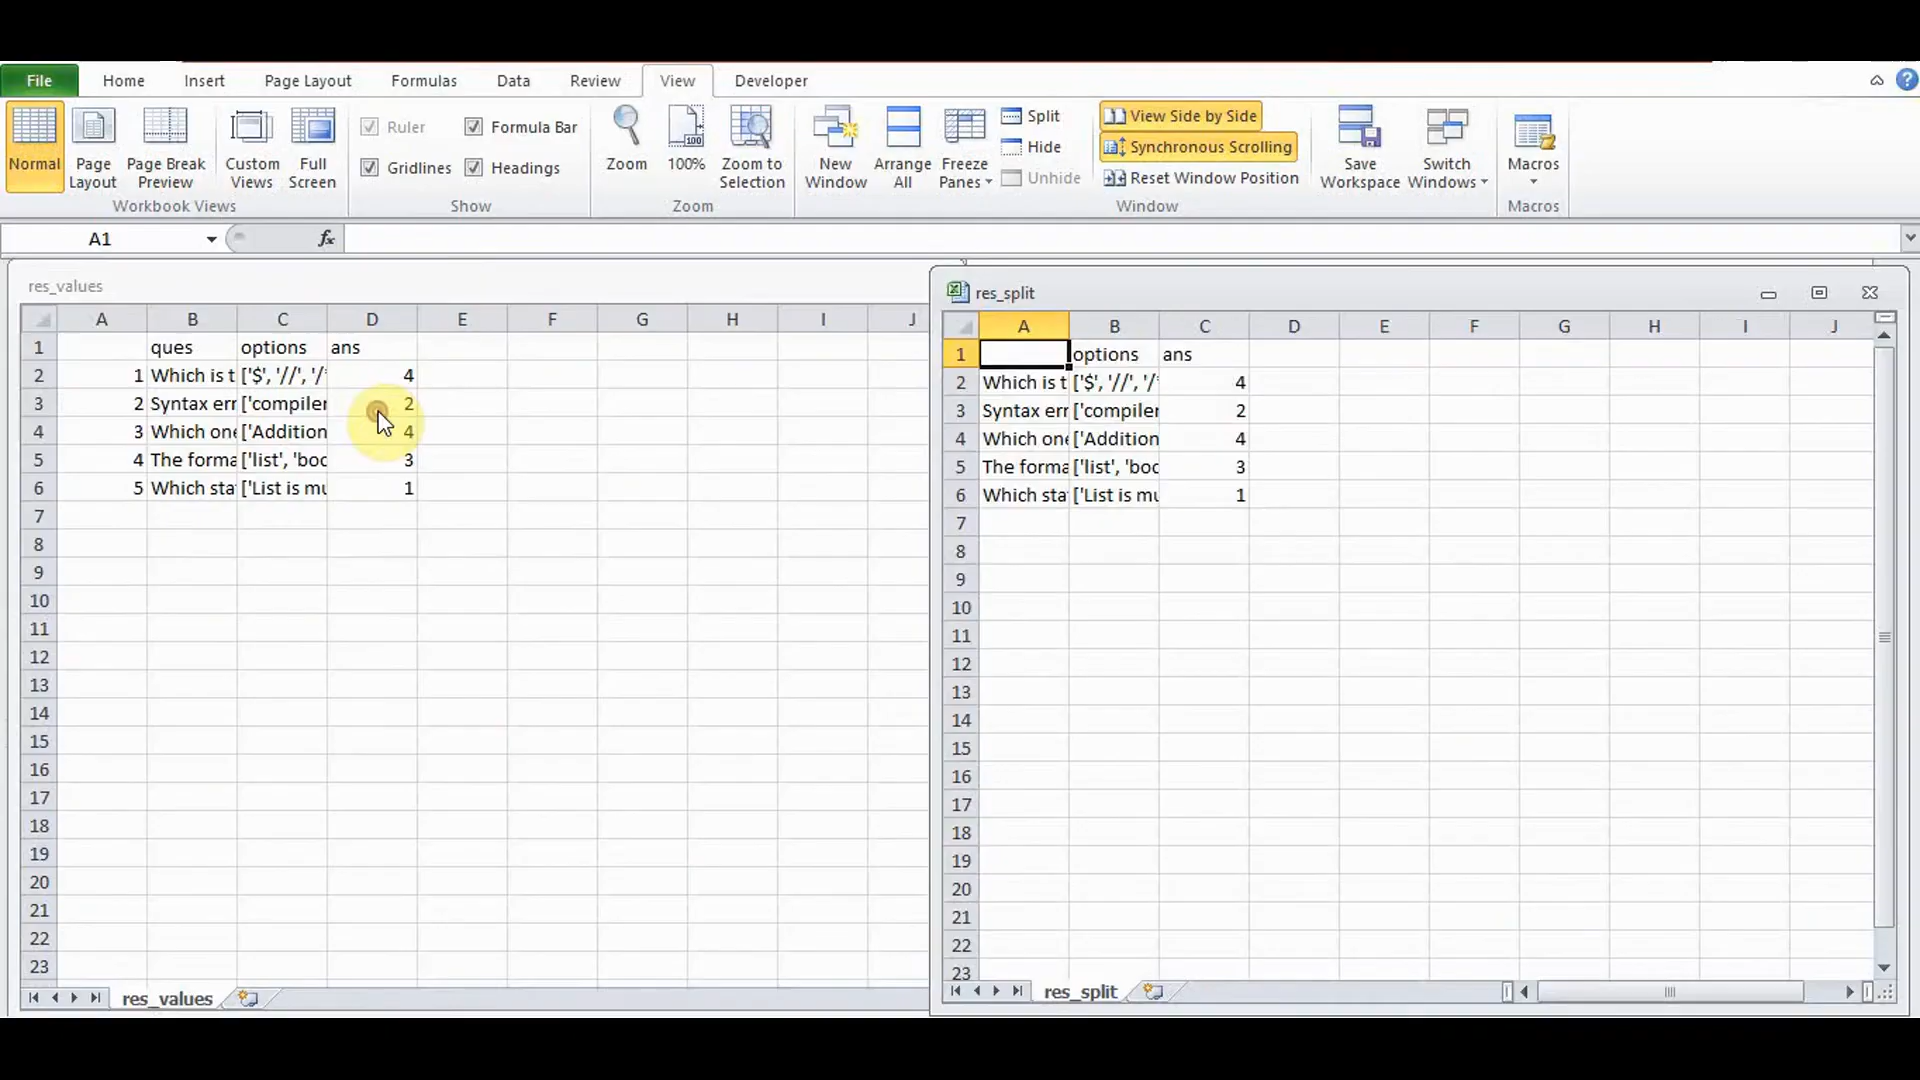 File Home Insert Page Layout Formulas Data Review View Developer
Normal
Page Layout
Page Break Preview
Custom Views
Full Screen
Workbook Views
Ruler
Formula Bar
Gridlines
Headings
Show
Zoom
100
100%
Zoom to Selection
Zoom
New Window
Arrange All
Freeze Panes
Split
Hide
Unhide
View Side by Side
Synchronous Scrolling
Reset Window Position
Window
Save Workspace
Switch Windows
Macros
Macros
A1 fx
res_values
A B C D E F G H I J
1 ques options ans
2 1 Which is t ['$', '//', '/* 4
3 2 Syntax err ['compiler 2
4 3 Which one ['Addition 4
5 4 The forma ['list', 'boo 3
6 5 Which stat ['List is mu 1
7
8
9
10
11
12
13
14
15
16
17
18
19
20
21
22
23
res_values
res_split
A B C D E F G H I J
1 options ans
2 Which is t ['$', '//', '/* 4
3 Syntax err ['compiler 2
4 Which one ['Addition 4
5 The forma ['list', 'boo 3
6 Which stat ['List is mu 1
7
8
9
10
11
12
13
14
15
16
17
18
19
20
21
22
23
res_split